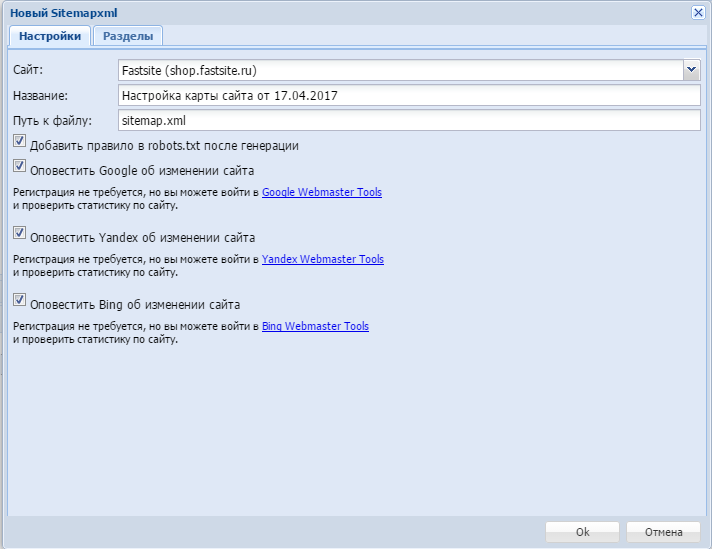 Новый Sitemapxml
Настройки Разделы
Сайт: Fastsite (shop.fastsite.ru)
Название: Настройка карты сайта от 17.04.2017
Путь к файлу: sitemap.xml
Добавить правило в robots.txt после генерации
Оповестить Google об изменении сайта
Регистрация не требуется, но вы можете войти в Google Webmaster Tools
и проверить статистику по сайту.
Оповестить Yandex об изменении сайта
Регистрация не требуется, но вы можете войти в Yandex Webmaster Tools
и проверить статистику по сайту.
Оповестить Bing об изменении сайта
Регистрация не требуется, но вы можете войти в Bing Webmaster Tools
и проверить статистику по сайту.
Ok Отмена